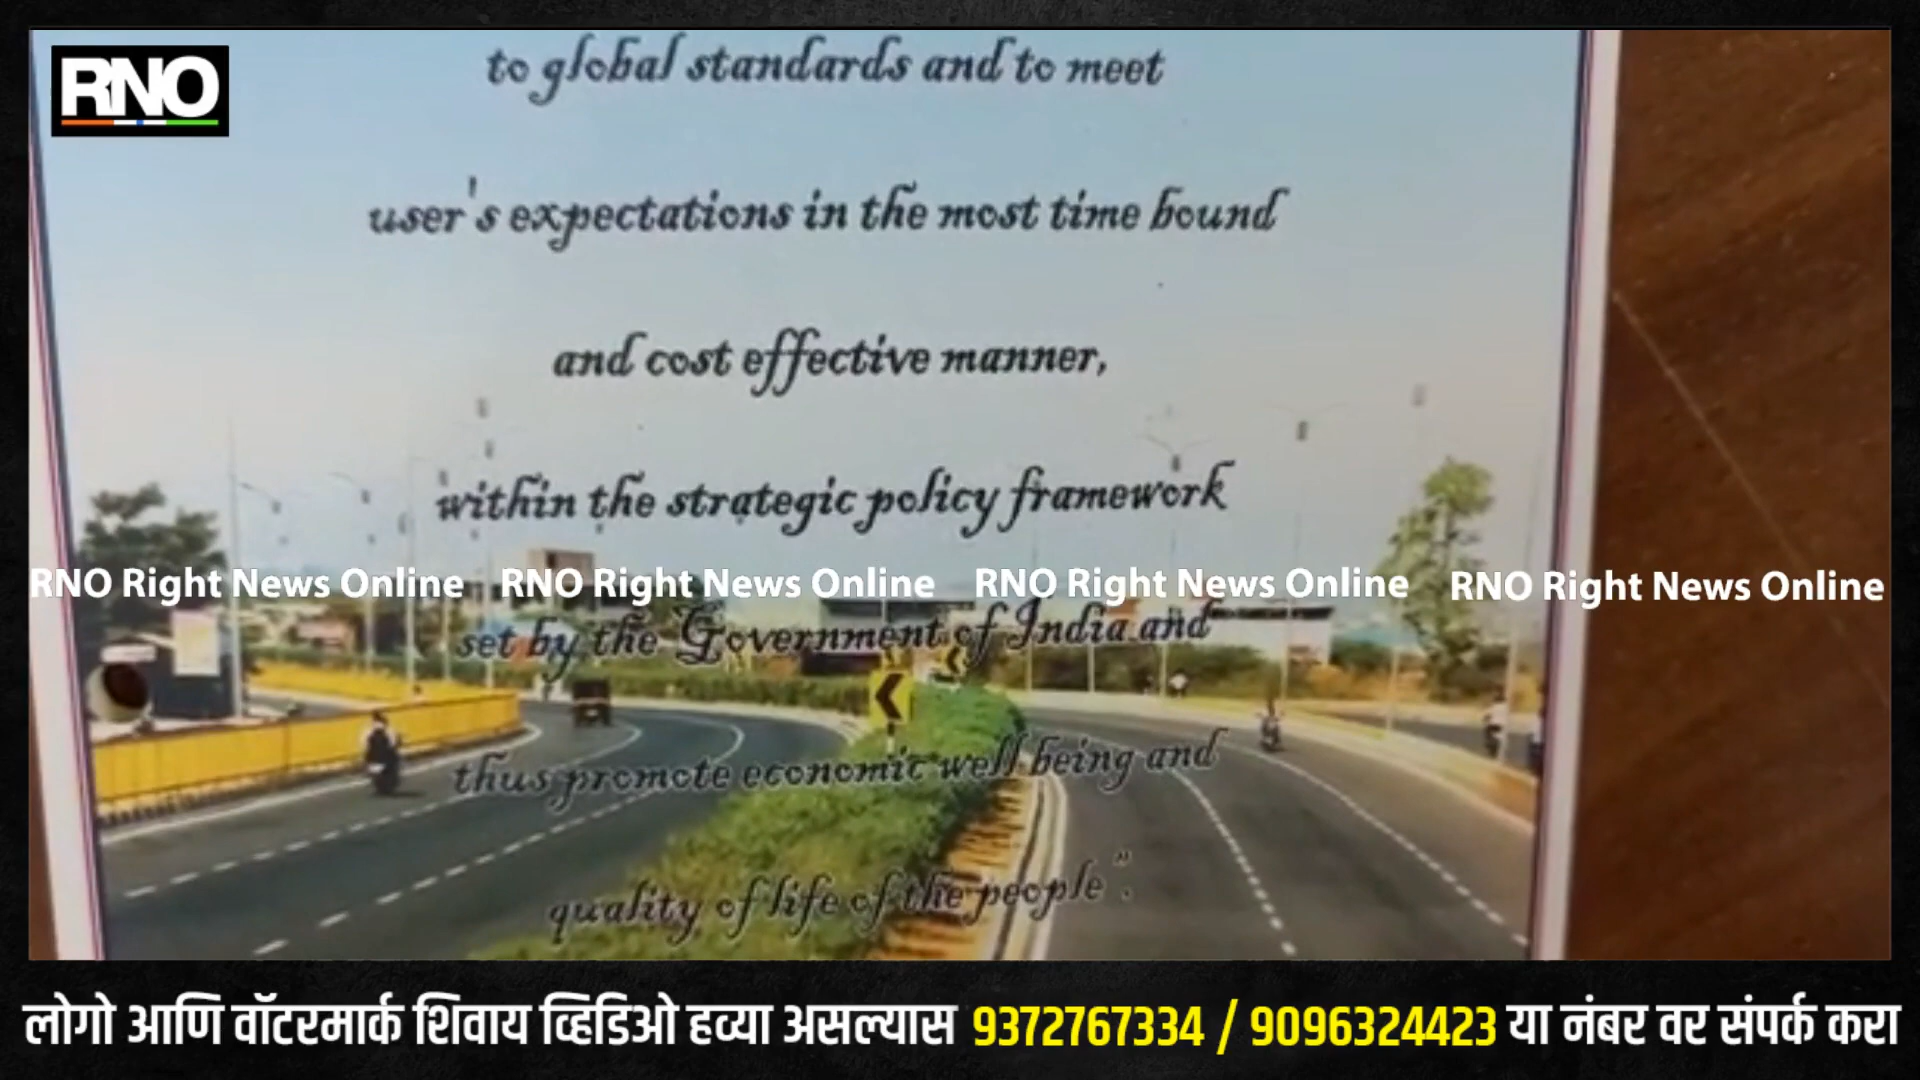 RNO
to global standards and to meet
user's expectations in the most time bound
and cost effective manner,
within the strategic policy framework
RNO Right News Online RNO Right News Online RNO Right News Online RNO Right News Online
set by the Government of India and
thus promote economic well being and
quality of life of the people".
लोगो आणि वॉटरमार्क शिवाय व्हिडिओ हव्या असल्यास 9372767334 / 9096324423 या नंबर वर संपर्क करा